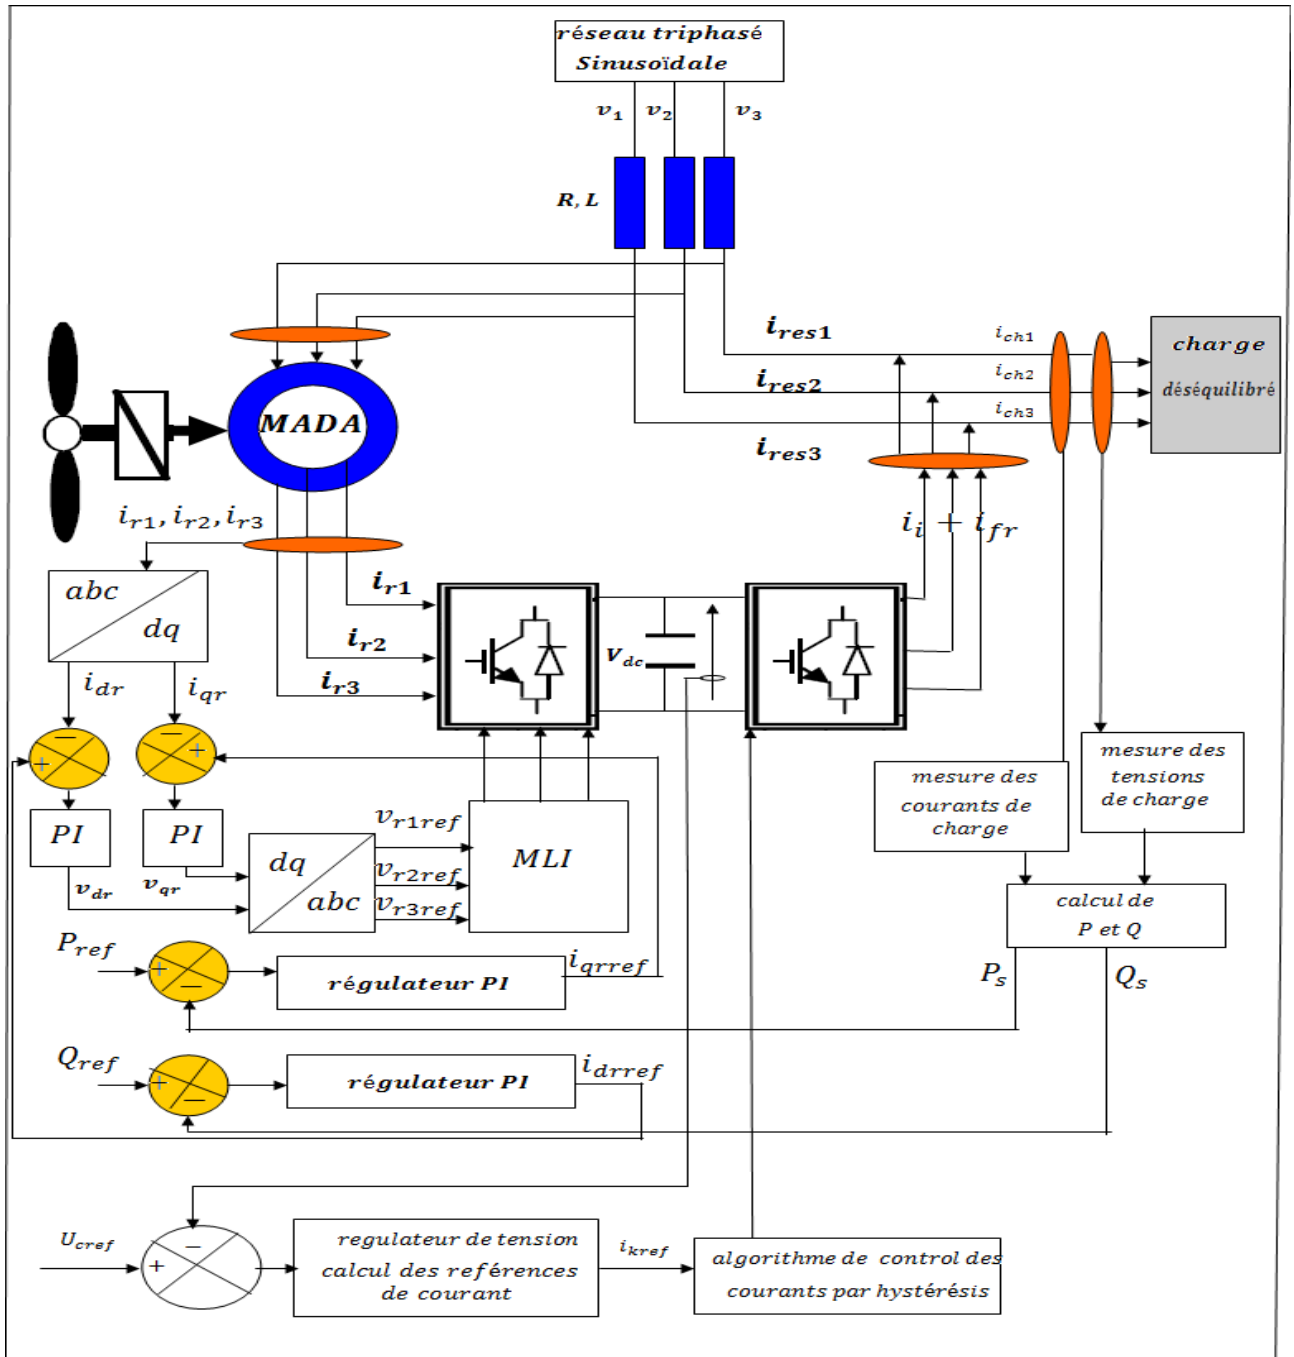 réseau triphasé
Sinusoïdale
v1 v2 v3
R, L
ires1
ich1
charge
déséquilibré
ires2
ich2
ich3
ires3
MADA
ir1, ir2, ir3
ii + ifr
abc
dq
ir1
ir2
ir3
Vdc
idr
iqr
−
−
+
+
PI
PI
vdr
vqr
dq
abc
vr1ref
vr2ref
vr3ref
MLI
mesure des
courants de
charge
mesure des
tensions
de charge
calcul de
P et Q
Ps
Qs
Pref
+
−
régulateur PI
iqrref
Qref
+
−
régulateur PI
idrref
Ucref
−
+
regulateur de tension
calcul des reférences
de courant
ikref
algorithme de control des
courants par hystérésis